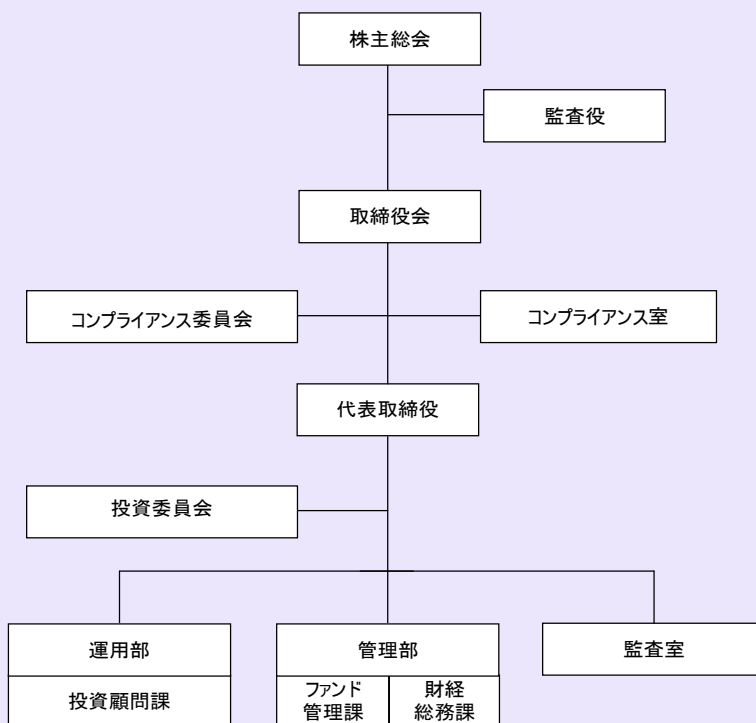 株主総会
監査役
取締役会
コンプライアンス委員会
コンプライアンス室
代表取締役
投資委員会
運用部
管理部
監査室
投資顧問課
ファンド
管理課
財経
総務課